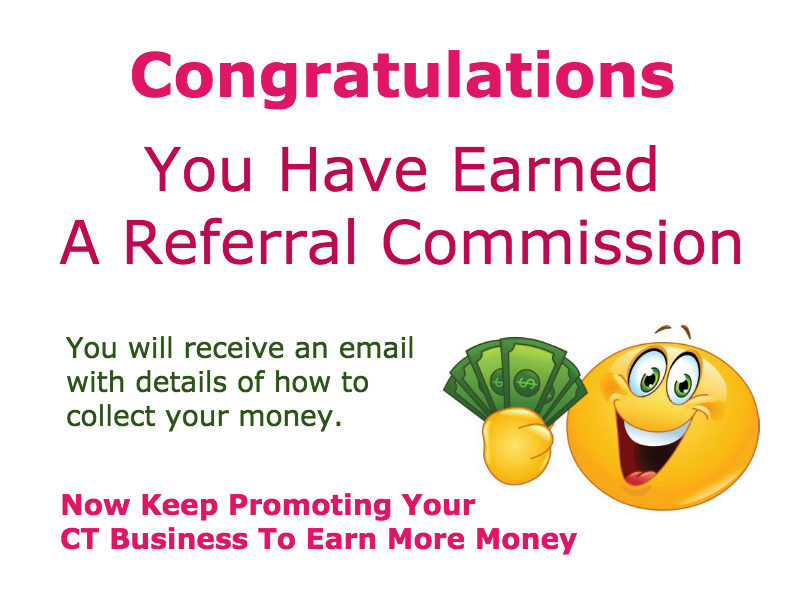 Congratulations
You Have Earned
A Referral Commission
You will receive an email
with details of how to
collect your money.
Now Keep Promoting Your
CT Business To Earn More Money